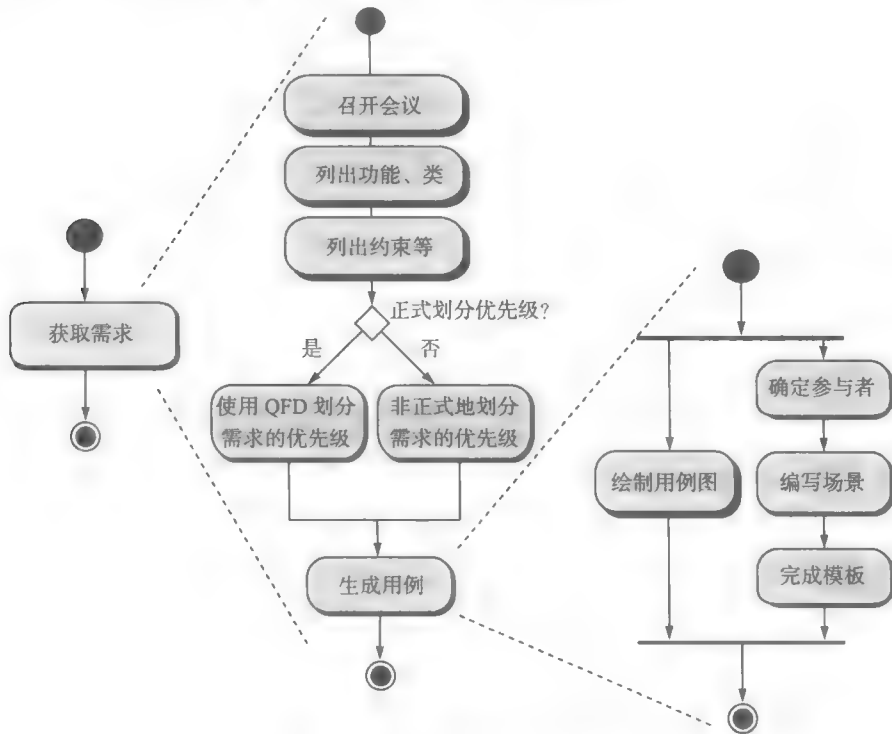 获取需求
召开会议
列出功能、类
列出约束等
正式划分优先级?
是
否
使用 QFD 划分
需求的优先级
非正式地划分
需求的优先级
生成用例
绘制用例图
确定参与者
编写场景
完成模板